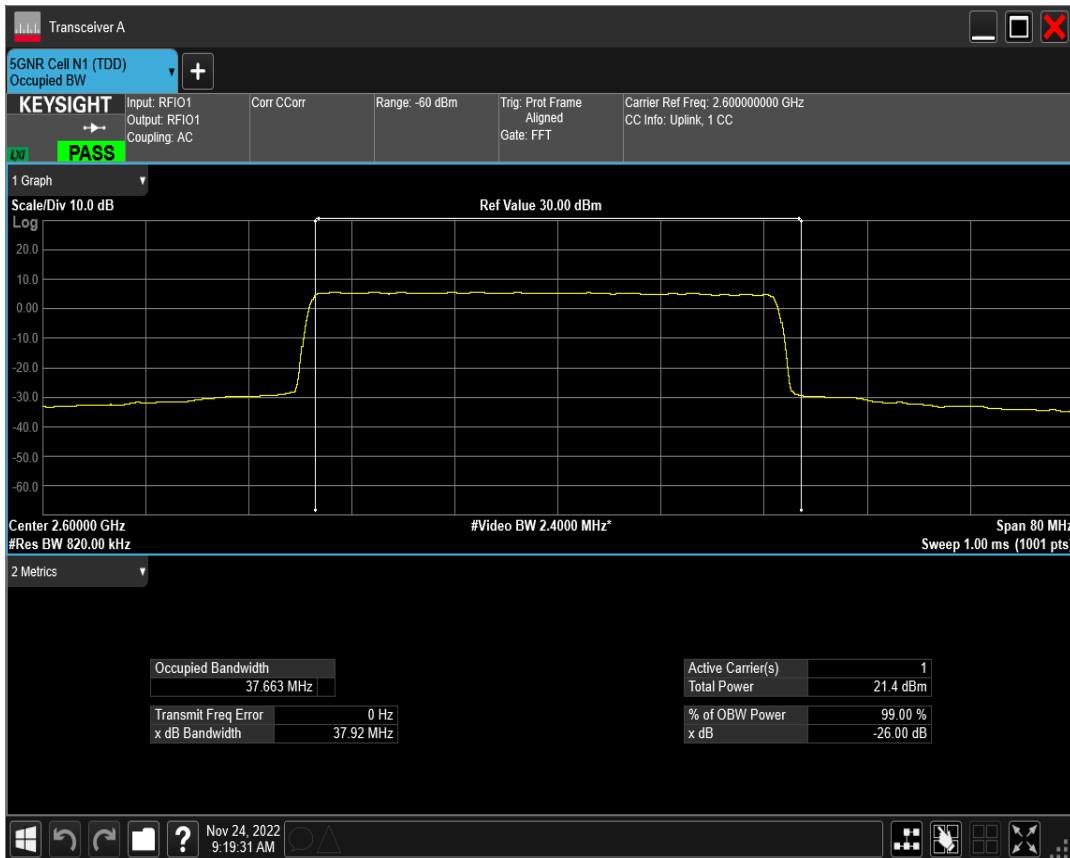 Transceiver A
5GNR Cell N1 (TDD)
Occupied BW
+
KEYSIGHT
LXI
PASS
Input: RFIO1
Output: RFIO1
Coupling: AC
Corr CCorr
Range: -60 dBm
Trig: Prot Frame
Aligned
Gate: FFT
Carrier Ref Freq: 2.600000000 GHz
CC Info: Uplink, 1 CC
1 Graph
Scale/Div 10.0 dB
Ref Value 30.00 dBm
Log
20.0
10.0
0.00
-10.0
-20.0
-30.0
-40.0
-50.0
-60.0
Center 2.60000 GHz
#Video BW 2.4000 MHz*
Span 80 MHz
#Res BW 820.00 kHz
Sweep 1.00 ms (1001 pts)
2 Metrics
Occupied Bandwidth
37.663 MHz
Transmit Freq Error 0 Hz
x dB Bandwidth 37.92 MHz
Active Carrier(s) 1
Total Power 21.4 dBm
% of OBW Power 99.00 %
x dB -26.00 dB
?
Nov 24, 2022
9:19:31 AM